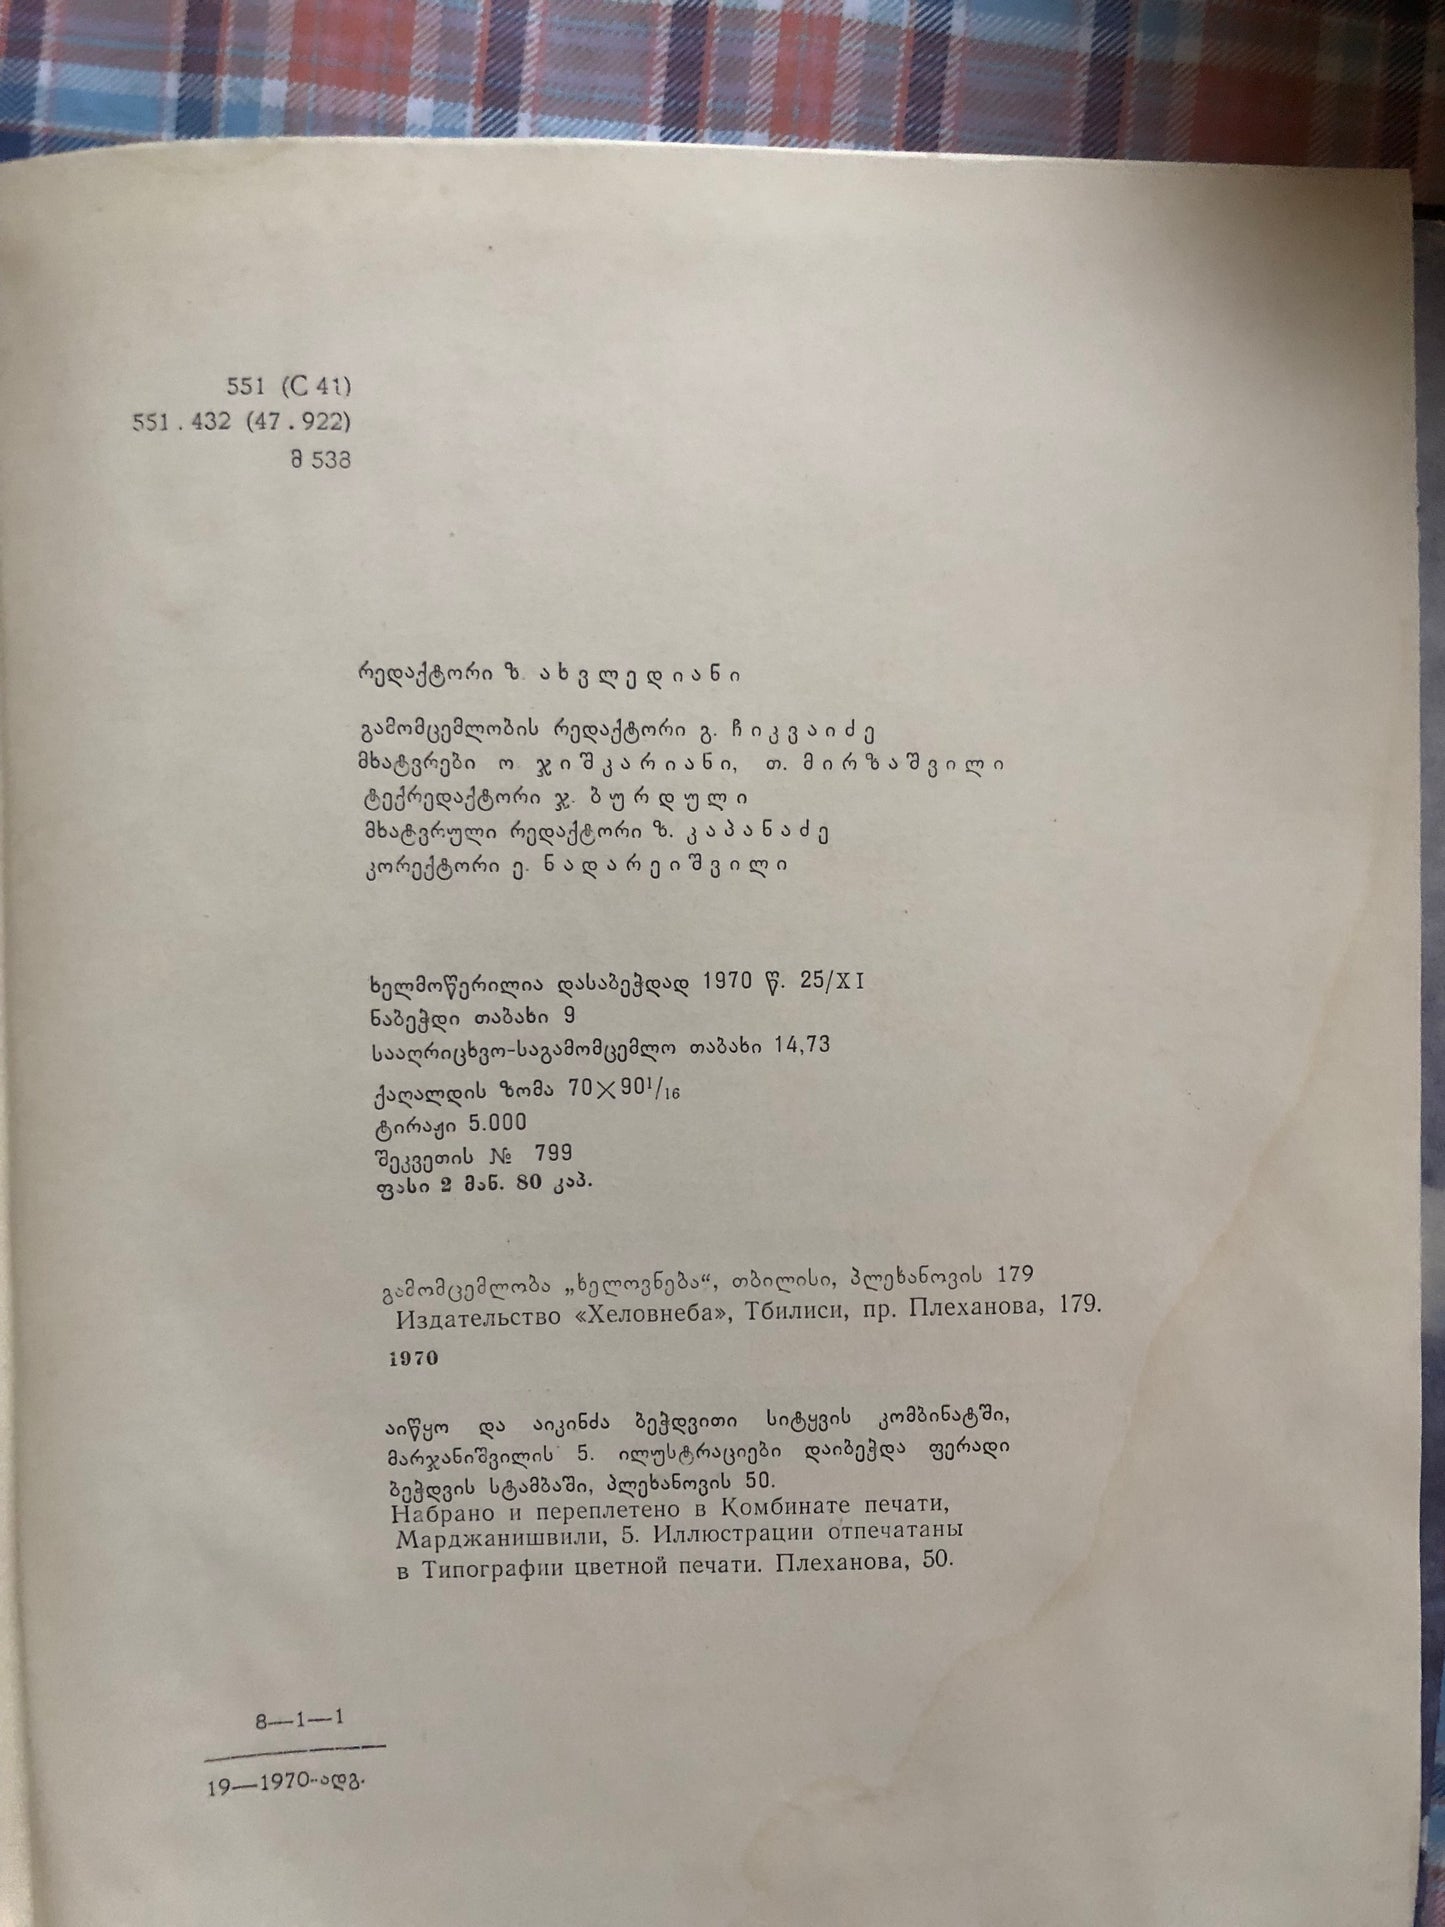 551 (С 41)
551.432 (47.922)
მ 538
რედაქტორი ზ. ახვლედიანი
გამომცემლობის რედაქტორი გ. ჩიკვაიძე
მხატვრები ო. ჯიშკარიანი, თ. მირზაშვილი
ტექრედაქტორი ჯ. ბურდული
მხატვრული რედაქტორი ზ. კაპანაძე
კორექტორი ე. ნადარეიშვილი
ხელმოწერილია დასაბეჭდად 1970 წ. 25/XI
ნაბეჭდი თაბახი 9
სააღრიცხვო-საგამომცემლო თაბახი 14,73
ქაღალდის ზომა 70×90¹/₁₆
ტირაჟი 5.000
შეკვეთის № 799
ფასი 2 მან. 80 კაპ.
გამომცემლობა „ხელოვნება“, თბილისი, პლეხანოვის 179
Издательство «Хеловнеба», Тбилиси, пр. Плеханова, 179.
1970
აიწყო და აიკინძა ბეჭდვითი სიტყვის კომბინატში,
მარჯანიშვილის 5. ილუსტრაციები დაიბეჭდა ფერადი
ბეჭდვის სტამბაში, პლეხანოვის 50.
Набрано и переплетено в Комбинате печати,
Марджанишвили, 5. Иллюстрации отпечатаны
в Типографии цветной печати. Плеханова, 50.
8—1—1
19—1970-ადგ.